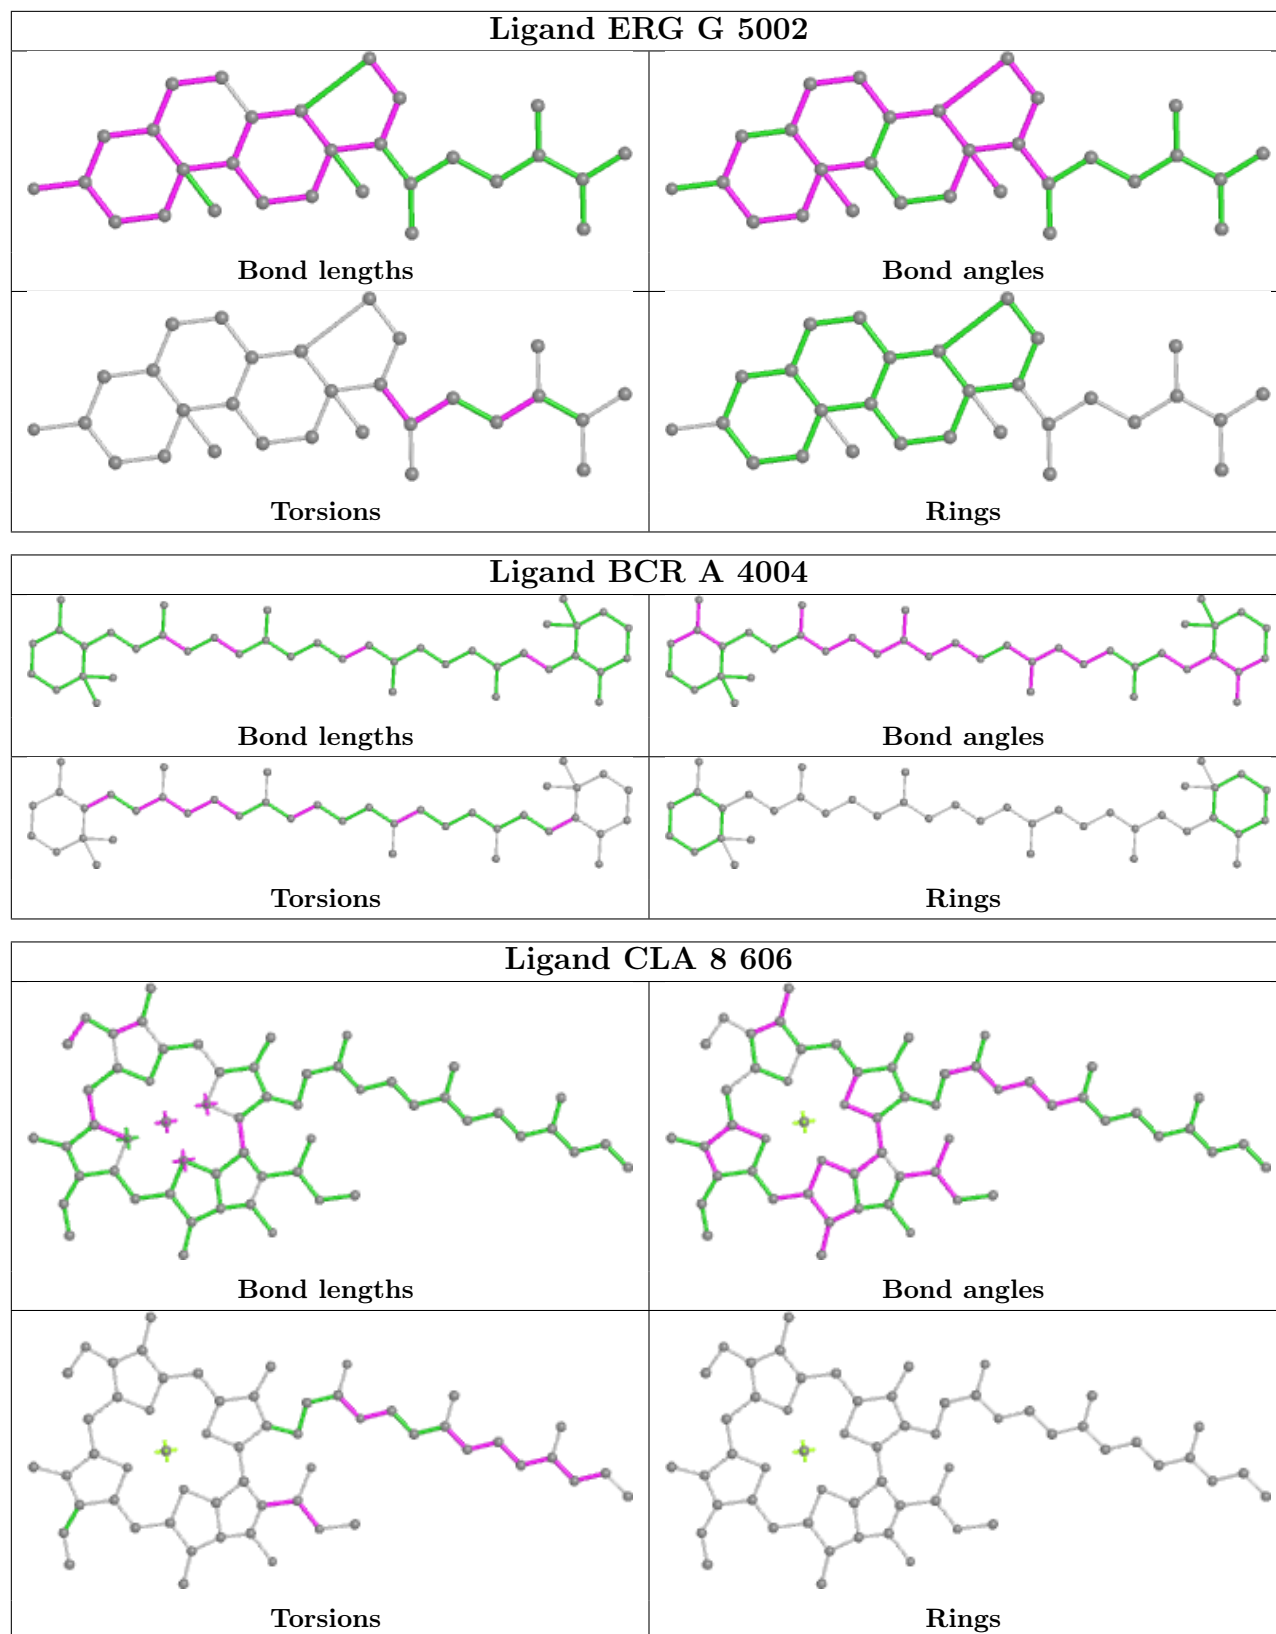 Ligand ERG G 5002
Bond lengths
Bond angles
Torsions
Rings
Ligand BCR A 4004
Bond lengths
Bond angles
Torsions
Rings
Ligand CLA 8 606
Bond lengths
Bond angles
Torsions
Rings